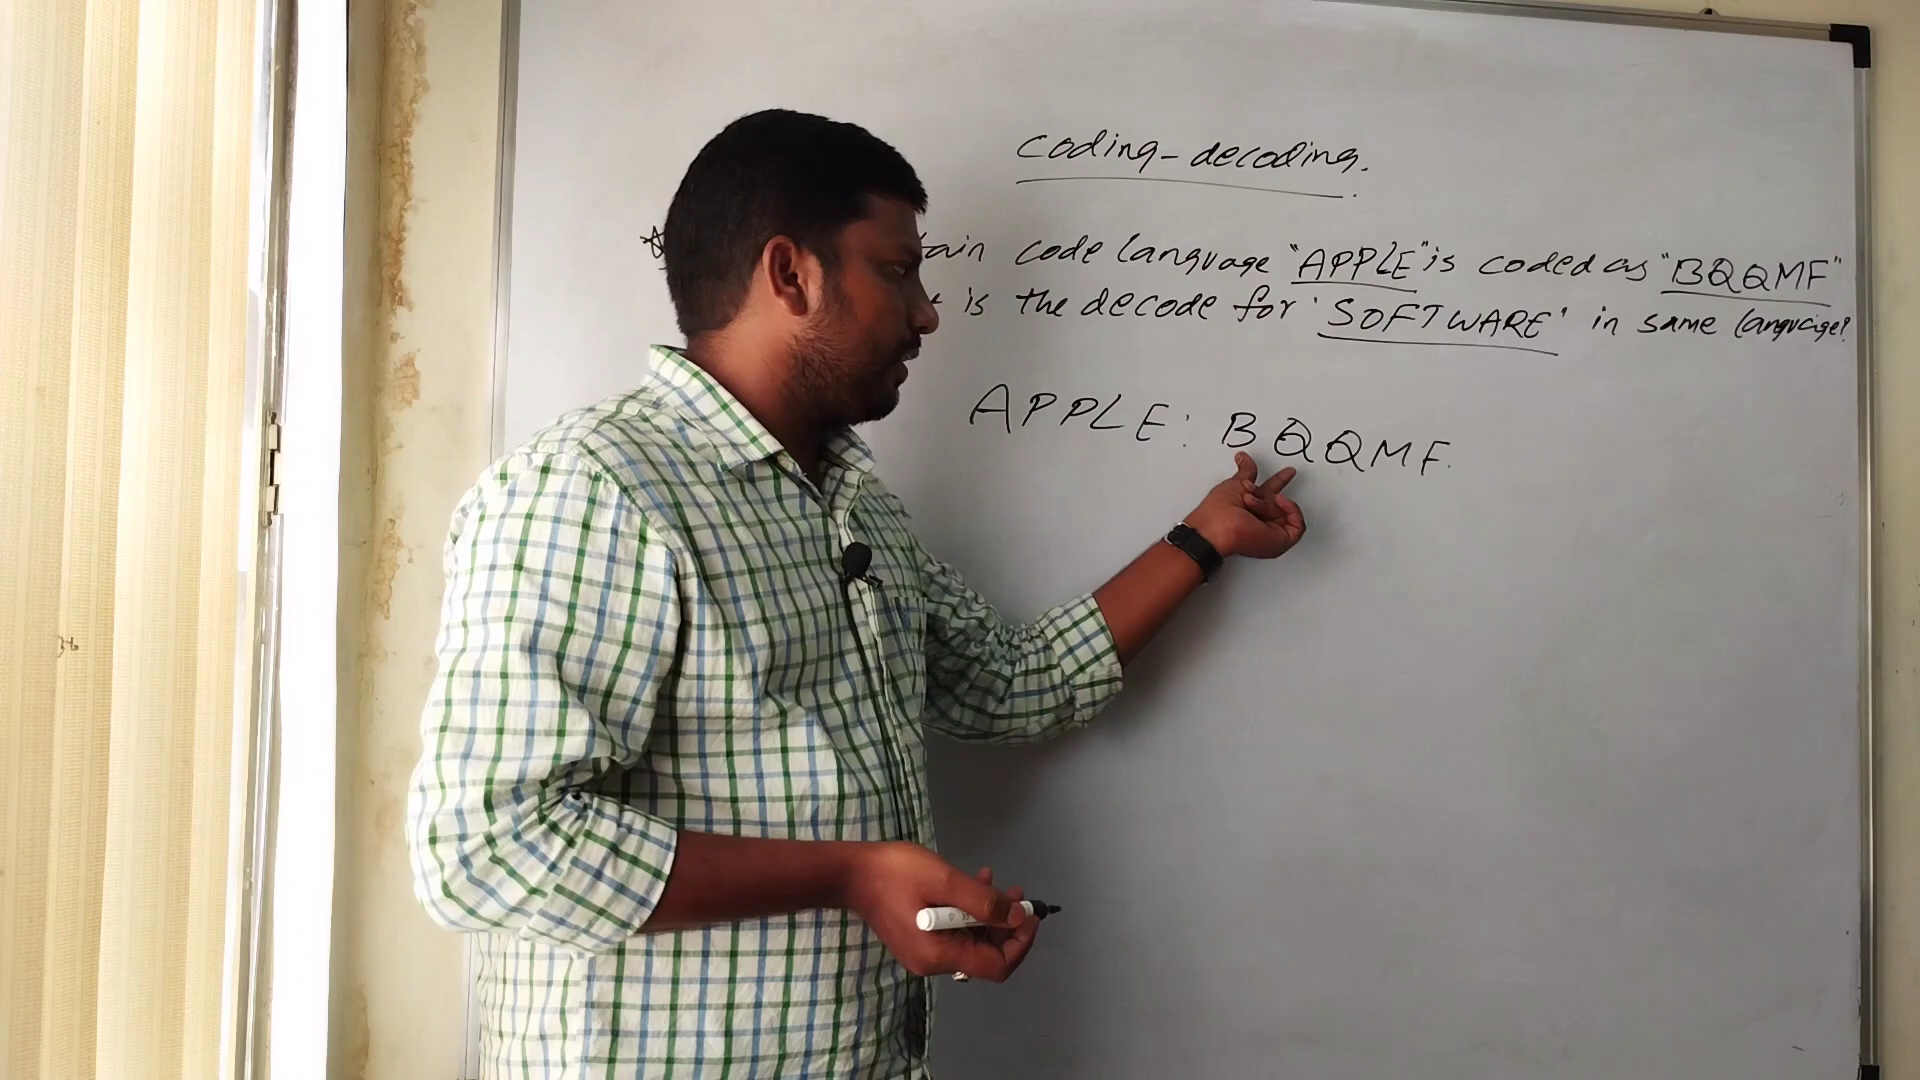 coding-decoding.
tain code language "APPLE" is coded as "BQQMF"
is the decode for 'SOFTWARE' in same language?
APPLE: BQQMF.